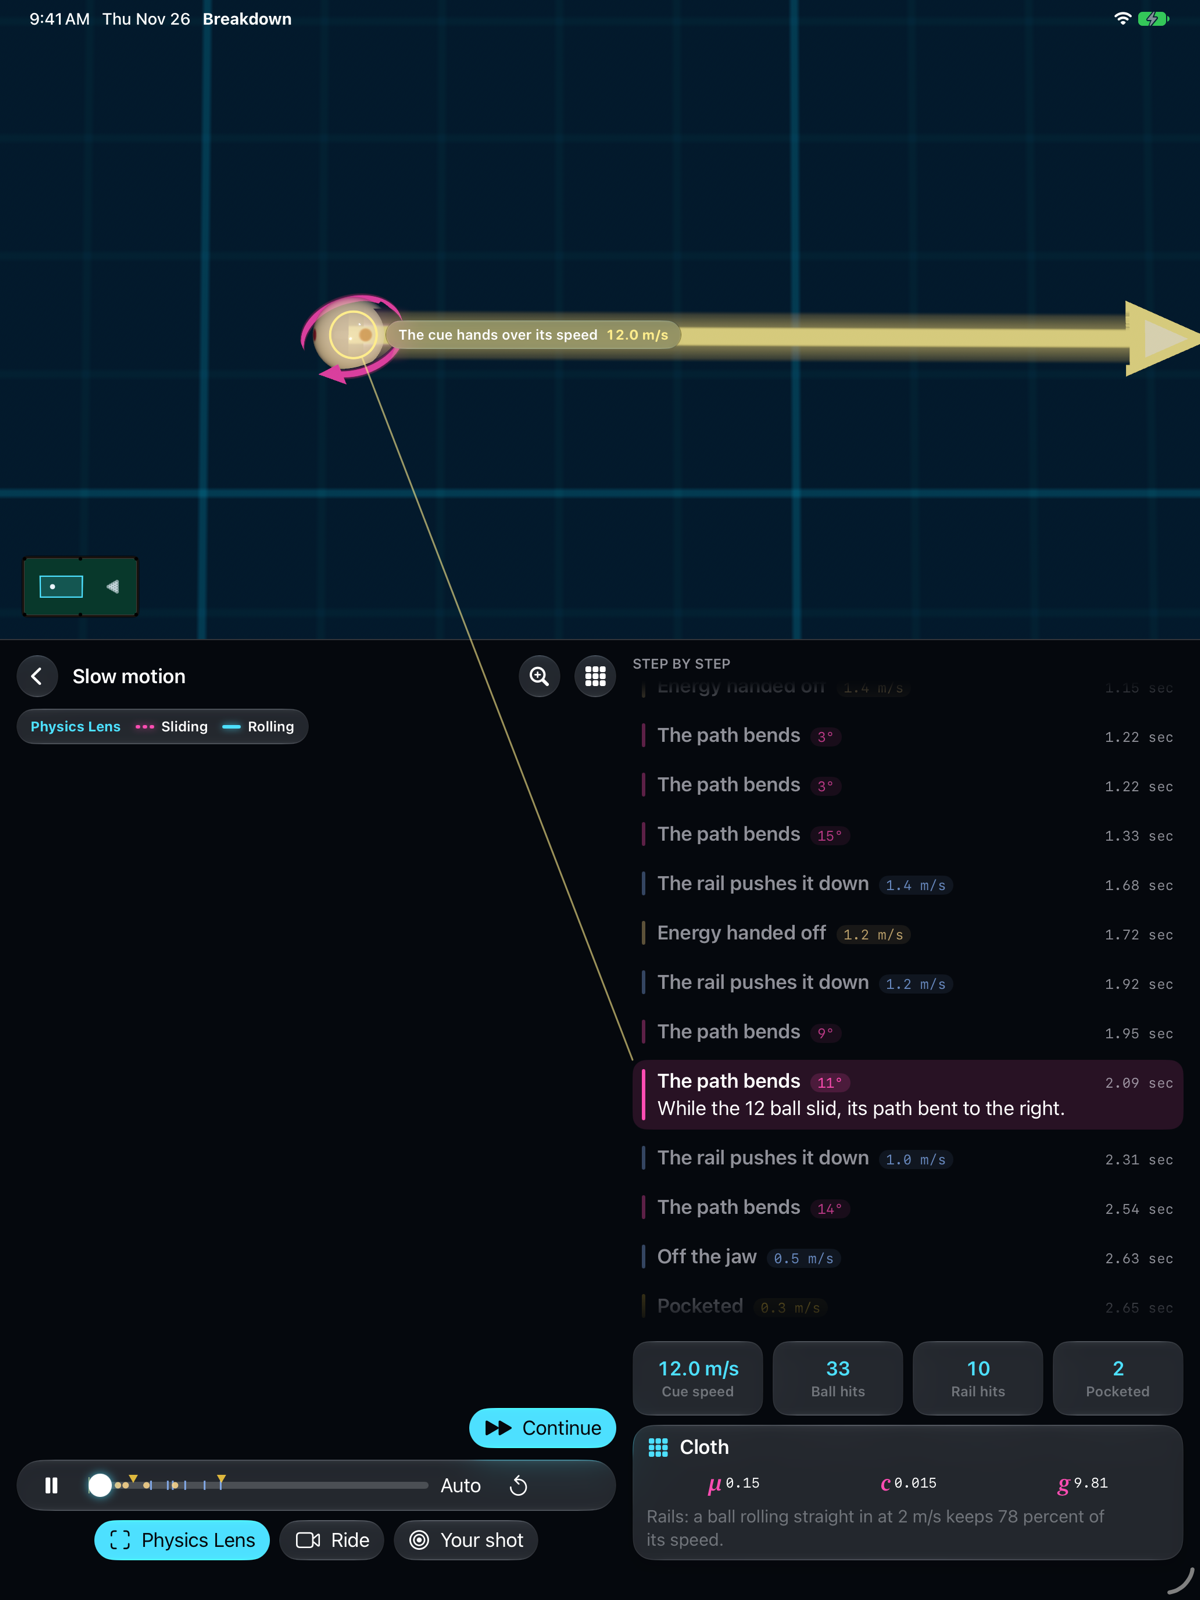 9:41 AM Thu Nov 26 Breakdown
The cue hands over its speed 12.0 m/s
Slow motion
Physics Lens Sliding Rolling
STEP BY STEP
Energy handed off 1.4 m/s 1.15 sec
The path bends 3° 1.22 sec
The path bends 3° 1.22 sec
The path bends 15° 1.33 sec
The rail pushes it down 1.4 m/s 1.68 sec
Energy handed off 1.2 m/s 1.72 sec
The rail pushes it down 1.2 m/s 1.92 sec
The path bends 9° 1.95 sec
The path bends 11° 2.09 sec
While the 12 ball slid, its path bent to the right.
The rail pushes it down 1.0 m/s 2.31 sec
The path bends 14° 2.54 sec
Off the jaw 0.5 m/s 2.63 sec
Pocketed 0.3 m/s 2.65 sec
12.0 m/s
Cue speed
33
Ball hits
10
Rail hits
2
Pocketed
Continue
Auto
Physics Lens
Ride
Your shot
Cloth
μ 0.15 c 0.015 g 9.81
Rails: a ball rolling straight in at 2 m/s keeps 78 percent of
its speed.